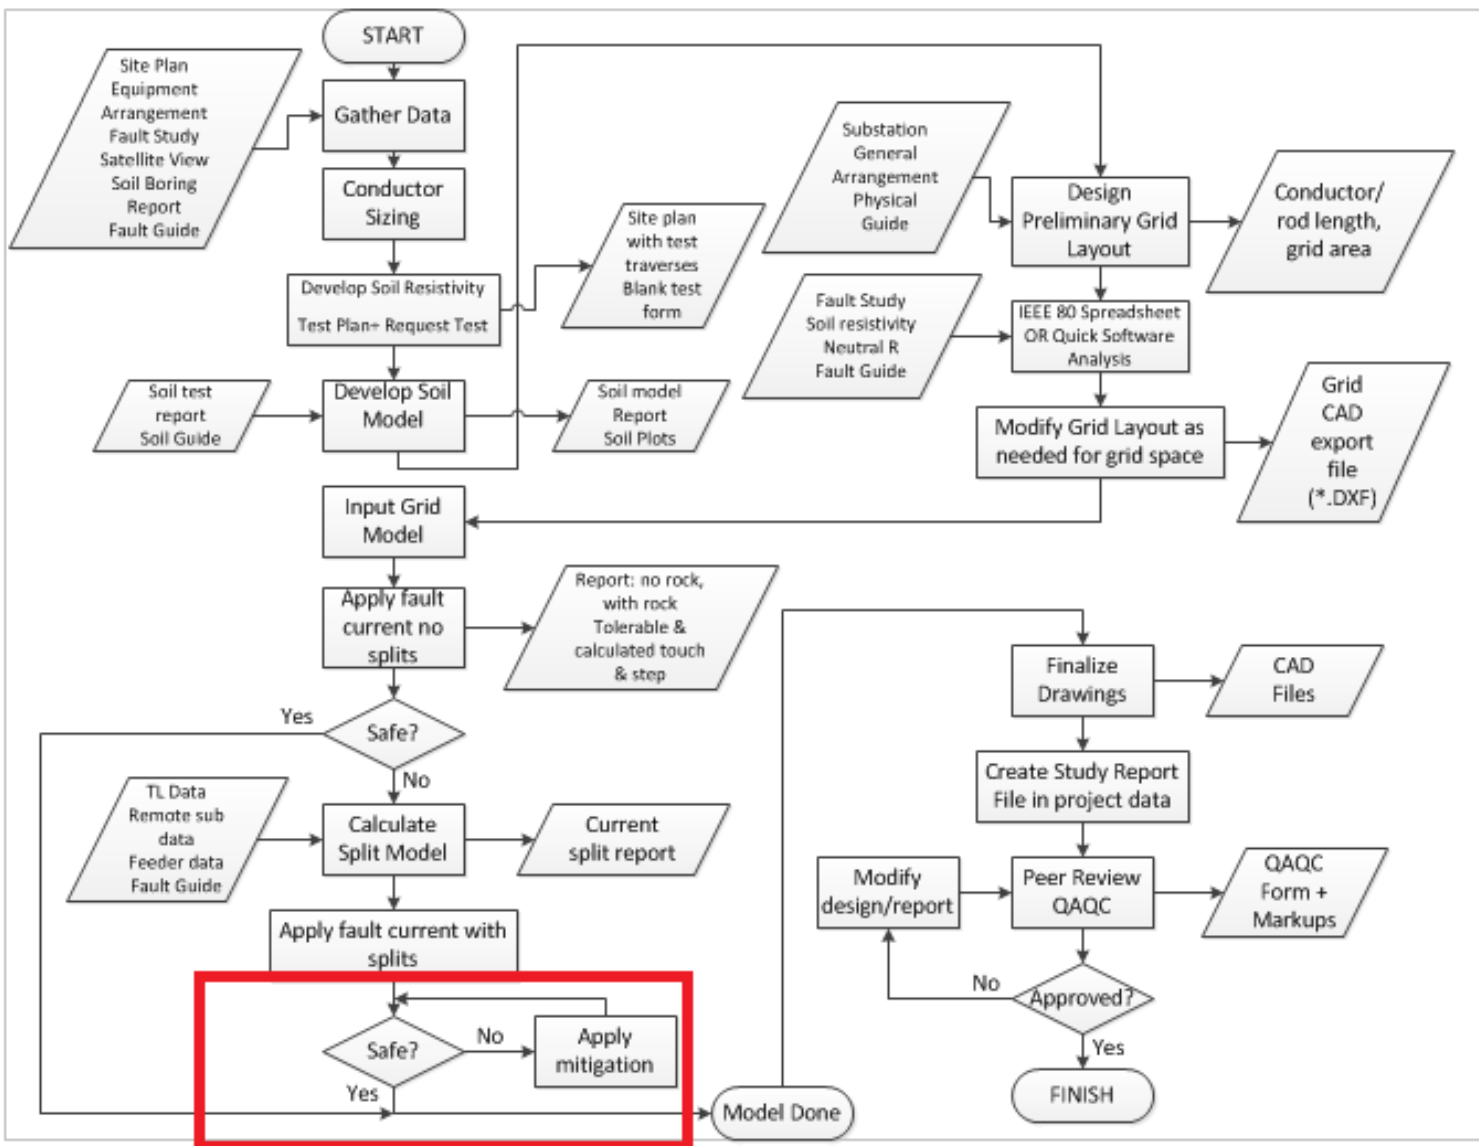 START
Site Plan
Equipment
Arrangement
Fault Study
Satellite View
Soil Boring
Report
Fault Guide
Gather Data
Conductor
Sizing
Develop Soil Resistivity
Test Plan+ Request Test
Site plan
with test
traverses
Blank test
form
Soil test
report
Soil Guide
Develop Soil
Model
Soil model
Report
Soil Plots
Substation
General
Arrangement
Physical
Guide
Design
Preliminary Grid
Layout
Conductor/
rod length,
grid area
Fault Study
Soil resistivity
Neutral R
Fault Guide
IEEE 80 Spreadsheet
OR Quick Software
Analysis
Modify Grid Layout as
needed for grid space
Grid
CAD
export
file
(*.DXF)
Input Grid
Model
Apply fault
current no
splits
Report: no rock,
with rock
Tolerable &
calculated touch
& step
Yes
Safe?
No
TL Data
Remote sub
data
Feeder data
Fault Guide
Calculate
Split Model
Current
split report
Apply fault current with
splits
Safe?
No
Apply
mitigation
Yes
Model Done
Finalize
Drawings
CAD
Files
Create Study Report
File in project data
Modify
design/report
Peer Review
QAQC
QAQC
Form +
Markups
No
Approved?
Yes
FINISH